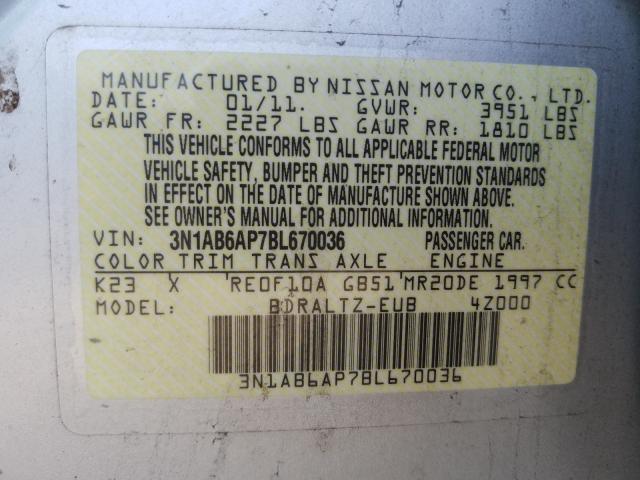 MANUFACTURED BY NISSAN MOTOR CO., LTD.
DATE: 01/11. GVWR: 3951 LBS
GAWR FR: 2227 LBS GAWR RR: 1810 LBS
THIS VEHICLE CONFORMS TO ALL APPLICABLE FEDERAL MOTOR
VEHICLE SAFETY, BUMPER AND THEFT PREVENTION STANDARDS
IN EFFECT ON THE DATE OF MANUFACTURE SHOWN ABOVE.
SEE OWNER'S MANUAL FOR ADDITIONAL INFORMATION.
VIN: 3N1AB6AP7BL670036 PASSENGER CAR.
COLOR TRIM TRANS AXLE ENGINE
K23 X RE0F10A GB51 MR20DE 1997 CC
MODEL: BDRALTZ-EUB 4Z000
3N1AB6AP7BL670036